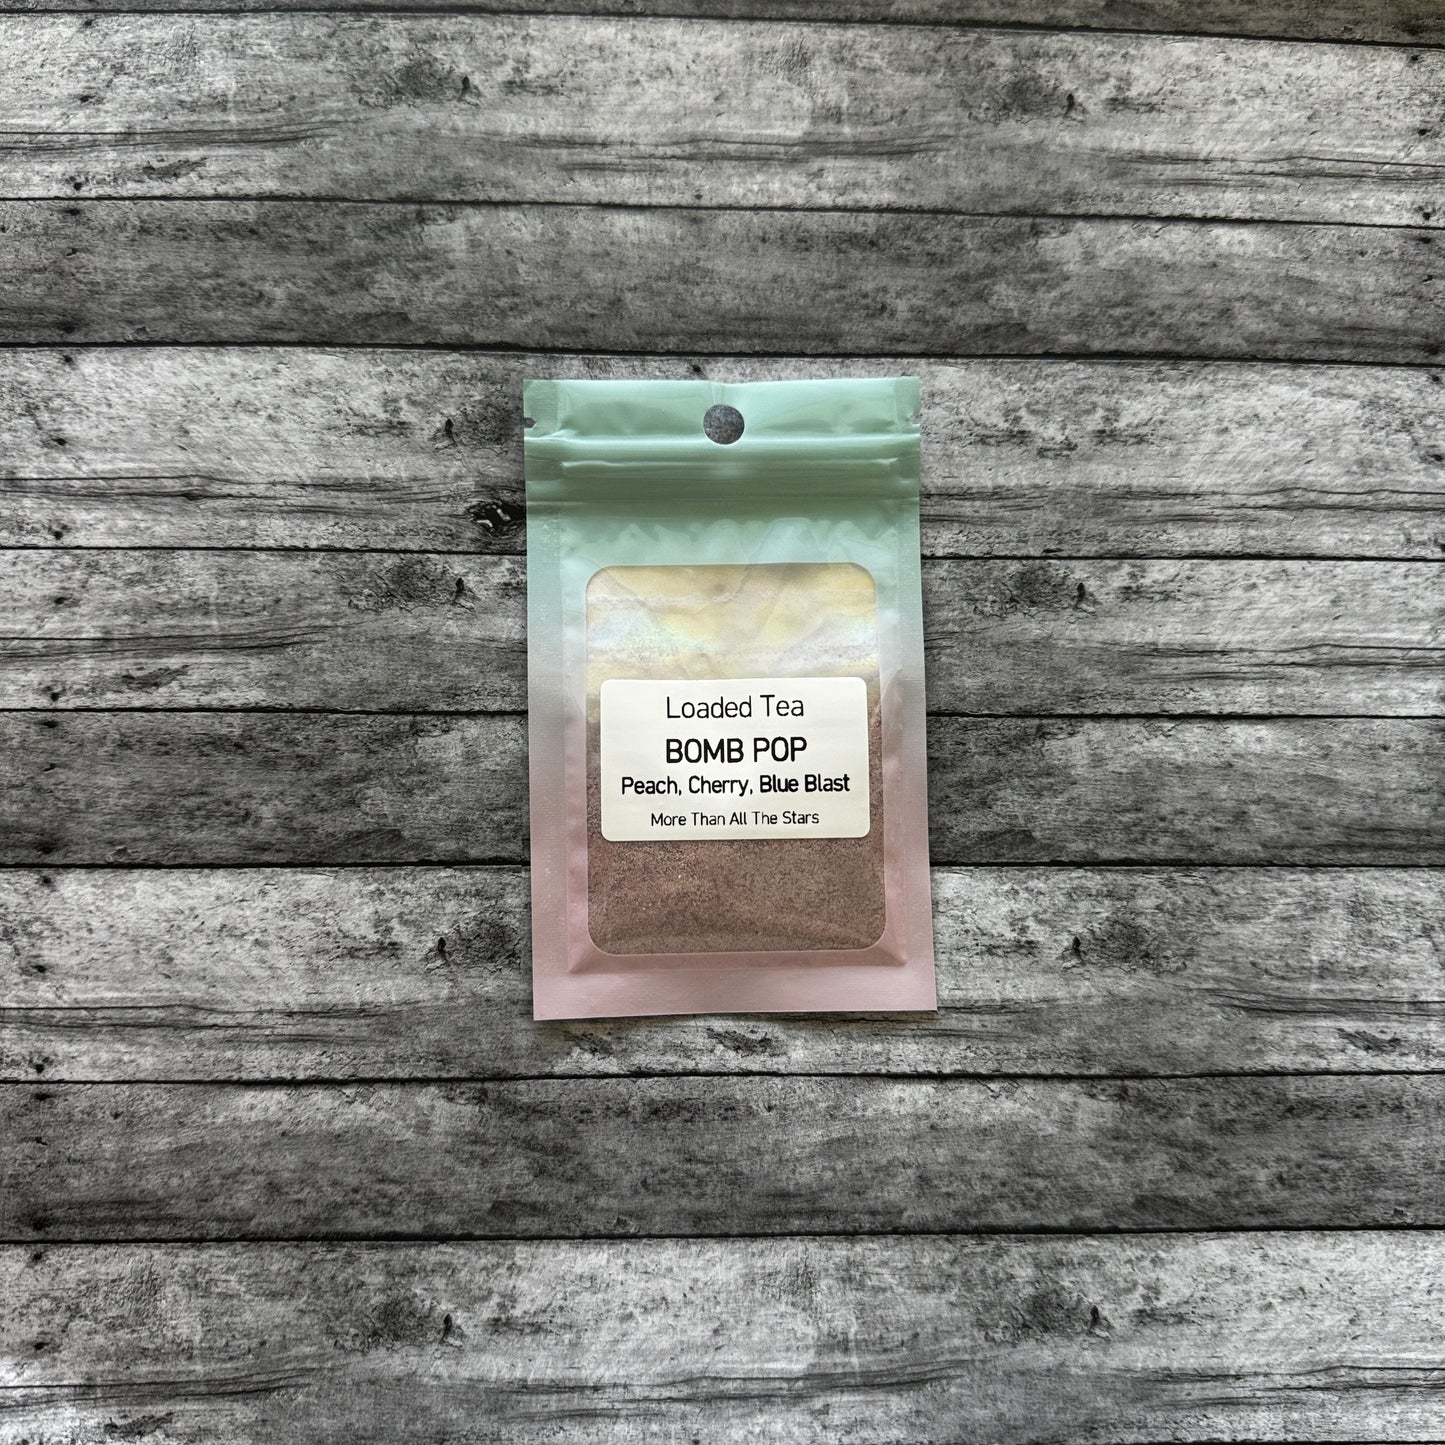 Loaded Tea
BOMB POP
Peach, Cherry, Blue Blast
More Than All The Stars